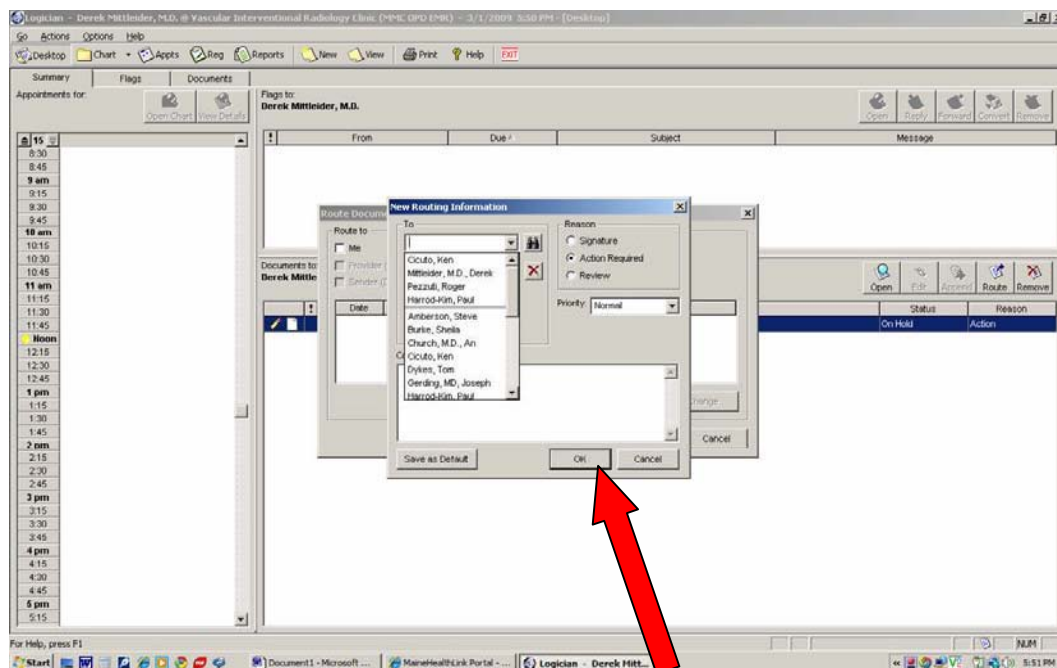 Logician - Derek Mittleider, M.D. @ Vascular Interventional Radiology Clinic (MMC OPD EMR) - 3/1/2009 5:50 PM - [Desktop]
Go Actions Options Help
Desktop Chart Appts Reg Reports New View Print Help EXIT
Summary Flags Documents
Appointments for:
Open Chart View Details
Flags to:
Derek Mittleider, M.D.
Open Reply Forward Convert Remove
! From Due Subject Message
15
8:30
8:45
9 am
9:15
9:30
9:45
10 am
10:15
10:30
10:45
11 am
11:15
11:30
11:45
Noon
12:15
12:30
12:45
1 pm
1:15
1:30
1:45
2 pm
2:15
2:30
2:45
3 pm
3:15
3:30
3:45
4 pm
4:15
4:30
4:45
5 pm
5:15
Documents to:
Derek Mittle
Open Edit Append Route Remove
! Date Status Reason
On Hold Action
Route Docum
Route to
Me
Provider
Sender
Change
Cancel
New Routing Information
To
Cicuto, Ken
Mittleider, M.D., Derek
Pezzuli, Roger
Harrod-Kim, Paul
Amberson, Steve
Burke, Sheila
Church, M.D., An
Cicuto, Ken
Dykes, Tom
Gerding, MD, Joseph
Harrod-Kim, Paul
Reason
Signature
Action Required
Review
Priority: Normal
Save as Default OK Cancel
For Help, press F1
NUM
Start Document1 - Microsoft ... MaineHealthLink Portal - ... Logician - Derek Mitt... 5:51 PM